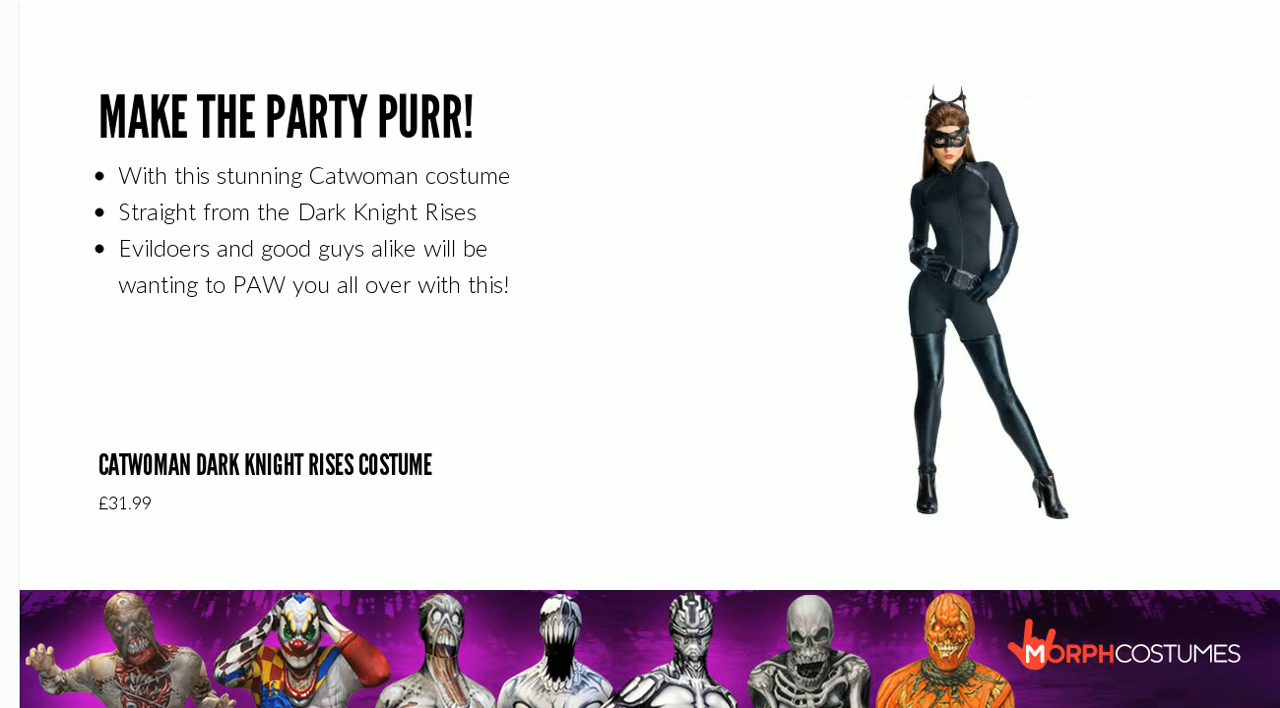 MAKE THE PARTY PURR!
• With this stunning Catwoman costume
• Straight from the Dark Knight Rises
• Evildoers and good guys alike will be
wanting to PAW you all over with this!
CATWOMAN DARK KNIGHT RISES COSTUME
£31.99
MORPHCOSTUMES